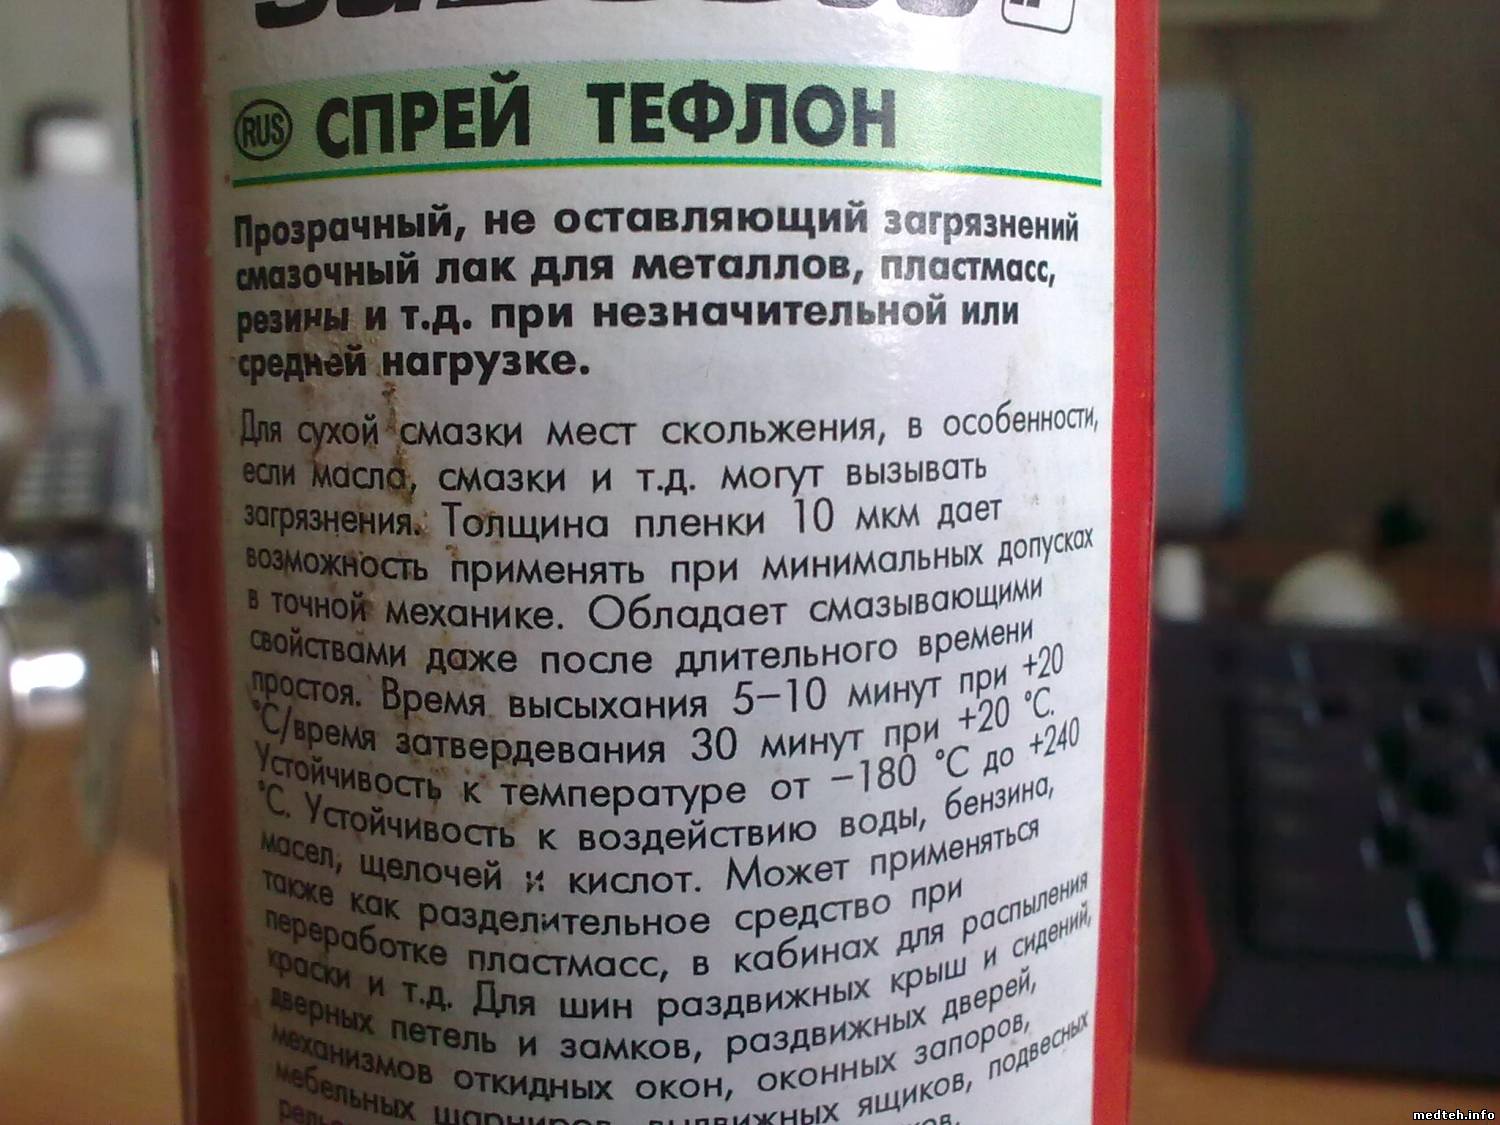 RUS СПРЕЙ ТЕФЛОН
Прозрачный, не оставляющий загрязнений
смазочный лак для металлов, пластмасс,
резины и т.д. при незначительной или
средней нагрузке.
Для сухой смазки мест скольжения, в особенности,
если масла, смазки и т.д. могут вызывать
загрязнения. Толщина пленки 10 мкм дает
возможность применять при минимальных допусках
в точной механике. Обладает смазывающими
свойствами даже после длительного времени
простоя. Время высыхания 5–10 минут при +20
°C/время затвердевания 30 минут при +20 °C.
Устойчивость к температуре от –180 °C до +240
°C. Устойчивость к воздействию воды, бензина,
масел, щелочей и кислот. Может применяться
также как разделительное средство при
переработке пластмасс, в кабинах для распыления
краски и т.д. Для шин раздвижных крыш и сидений,
дверных петель и замков, раздвижных дверей,
механизмов откидных окон, оконных запоров,
мебельных шарниров, выдвижных ящиков, подвесных
medteh.info